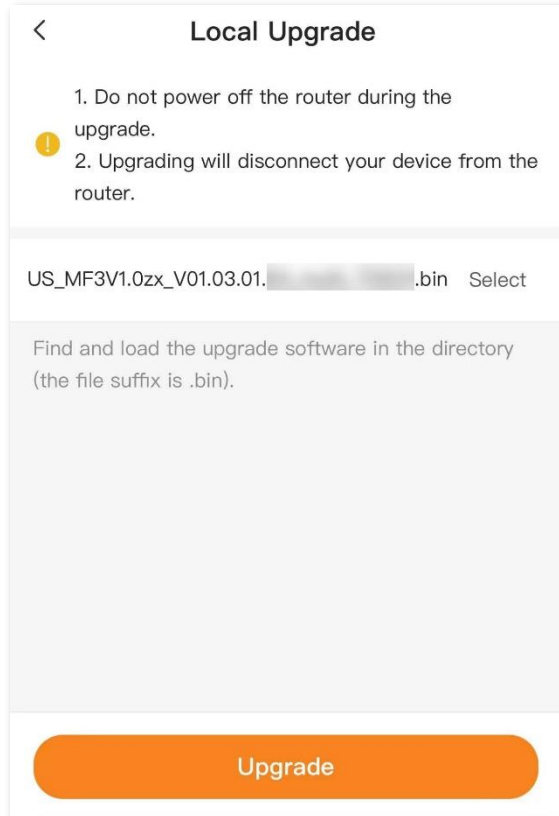 Local Upgrade
1. Do not power off the router during the
upgrade.
2. Upgrading will disconnect your device from the
router.
US_MF3V1.0zx_V01.03.01. .bin Select
Find and load the upgrade software in the directory
(the file suffix is .bin).
Upgrade